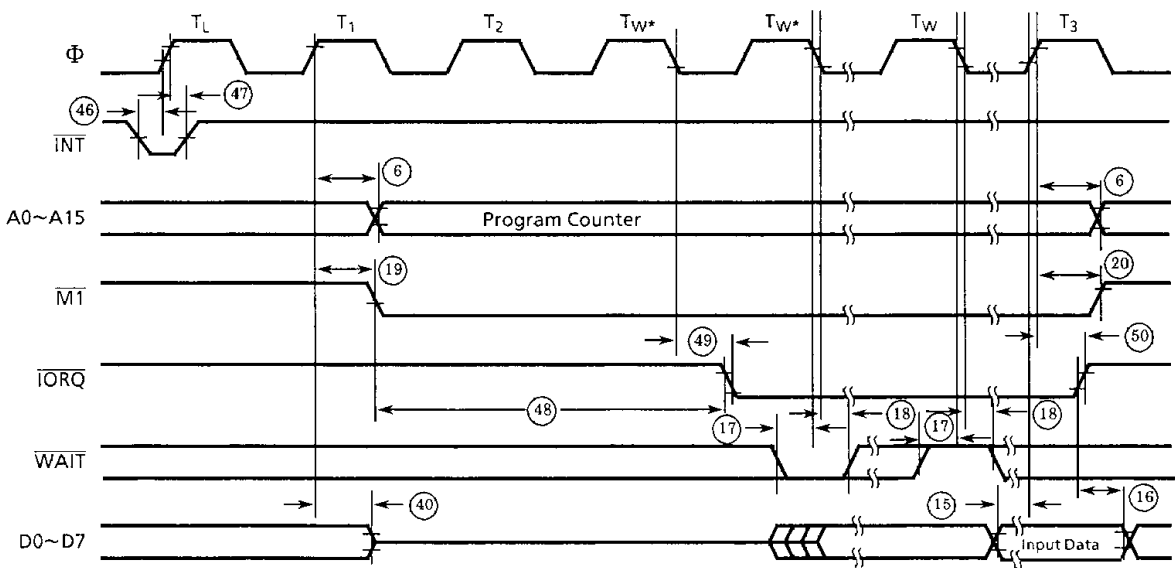 TL T1 T2 TW* TW* TW T3
Φ
46 47
INT
6 6
A0~A15 Program Counter
19 20
M1
49 50
IORQ
48 18 18
17 17
WAIT
40 15 16
D0~D7 Input Data